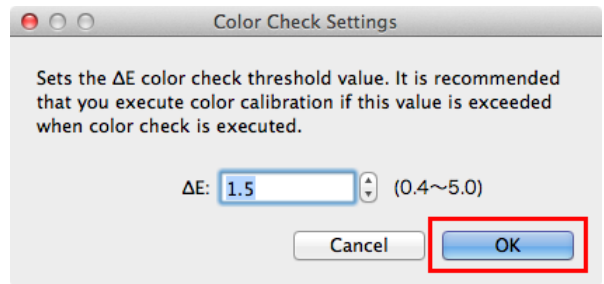 Color Check Settings
Sets the ΔE color check threshold value. It is recommended
that you execute color calibration if this value is exceeded
when color check is executed.
ΔE: 1.5 (0.4～5.0)
Cancel OK